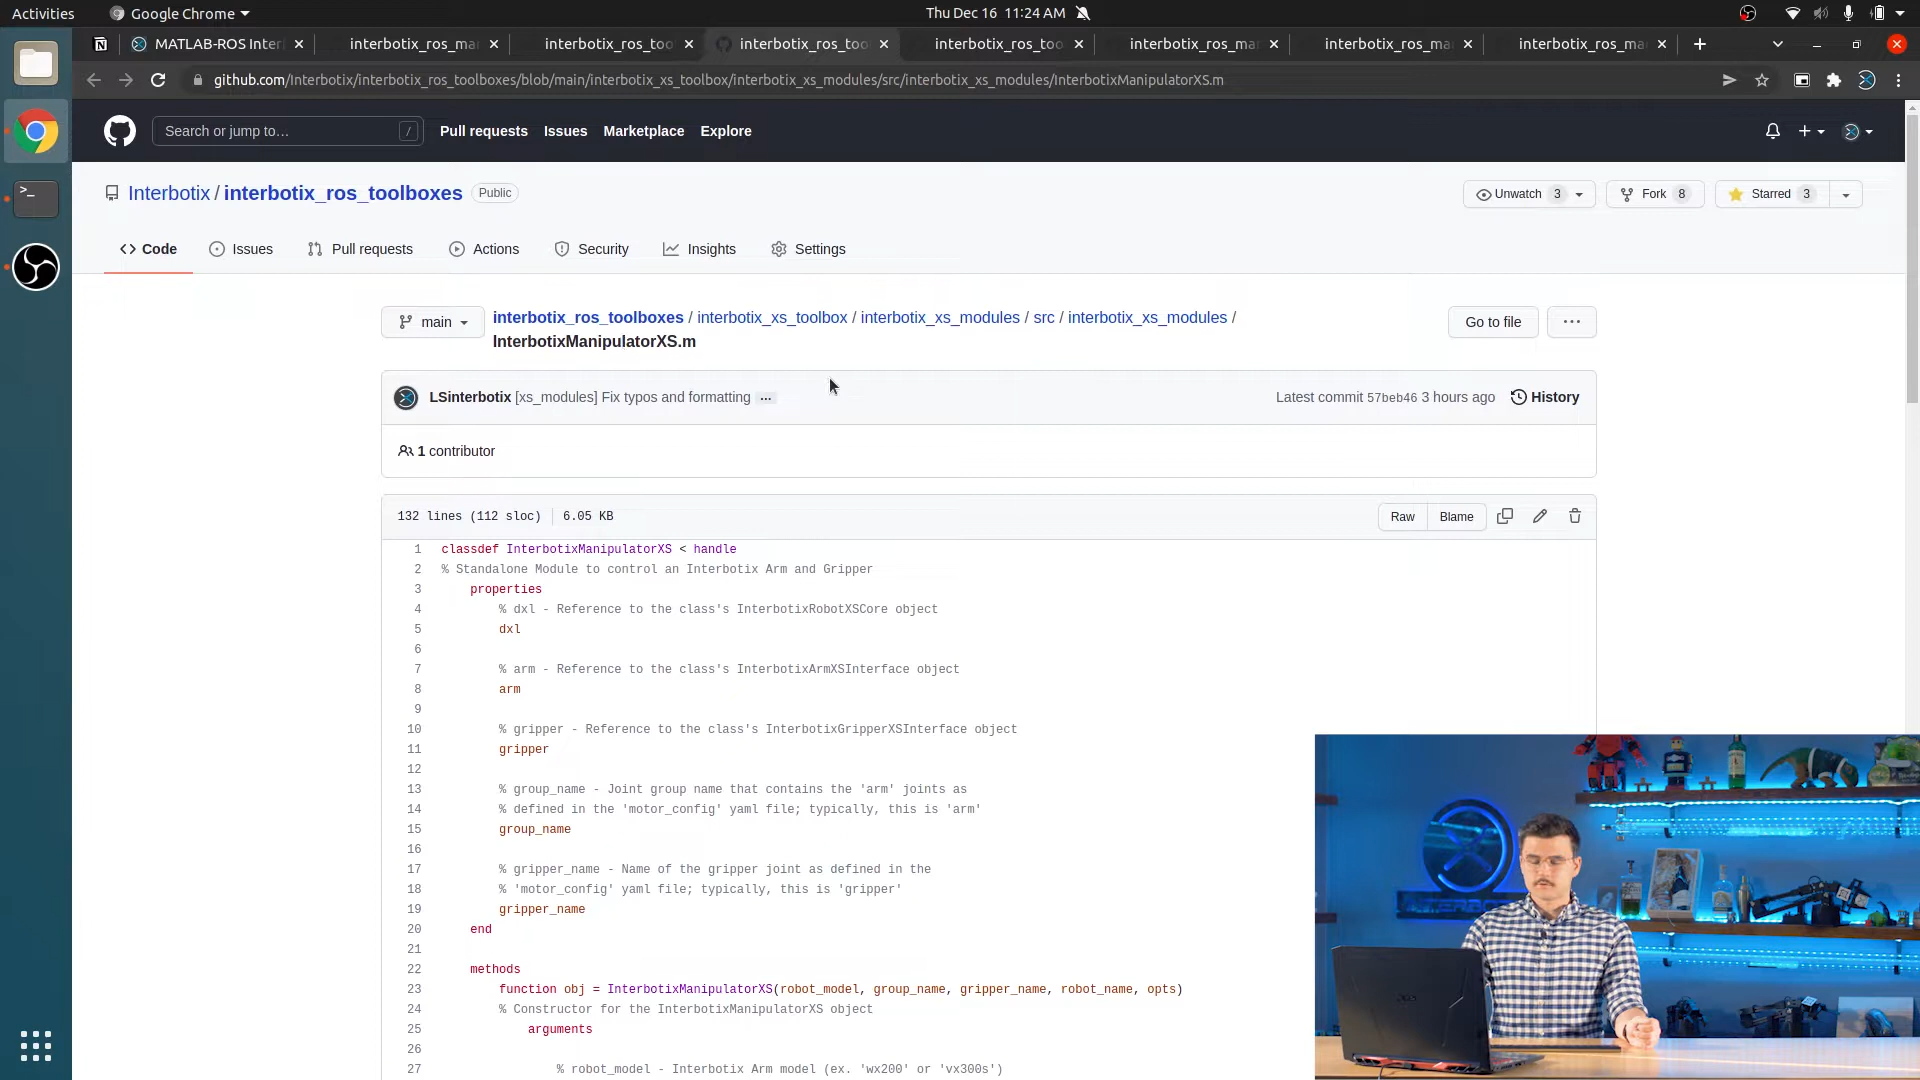 Activities
Google Chrome
Thu Dec 16 11:24 AM
MATLAB-ROS Inter
interbotix_ros_ma
interbotix_ros_too
interbotix_ros_too
interbotix_ros_too
interbotix_ros_ma
interbotix_ros_ma
interbotix_ros_ma
github.com/Interbotix/interbotix_ros_toolboxes/blob/main/interbotix_xs_toolbox/interbotix_xs_modules/src/interbotix_xs_modules/InterbotixManipulatorXS.m
Search or jump to…
/
Pull requests
Issues
Marketplace
Explore
Interbotix / interbotix_ros_toolboxes
Public
Unwatch 3
Fork 8
Starred 3
Code
Issues
Pull requests
Actions
Security
Insights
Settings
main
interbotix_ros_toolboxes / interbotix_xs_toolbox / interbotix_xs_modules / src / interbotix_xs_modules /
InterbotixManipulatorXS.m
Go to file
LSinterbotix [xs_modules] Fix typos and formatting ...
Latest commit 57beb46 3 hours ago
History
1 contributor
132 lines (112 sloc) | 6.05 KB
Raw
Blame
1 classdef InterbotixManipulatorXS < handle
2 % Standalone Module to control an Interbotix Arm and Gripper
3 properties
4 % dxl - Reference to the class's InterbotixRobotXSCore object
5 dxl
6
7 % arm - Reference to the class's InterbotixArmXSInterface object
8 arm
9
10 % gripper - Reference to the class's InterbotixGripperXSInterface object
11 gripper
12
13 % group_name - Joint group name that contains the 'arm' joints as
14 % defined in the 'motor_config' yaml file; typically, this is 'arm'
15 group_name
16
17 % gripper_name - Name of the gripper joint as defined in the
18 % 'motor_config' yaml file; typically, this is 'gripper'
19 gripper_name
20 end
21
22 methods
23 function obj = InterbotixManipulatorXS(robot_model, group_name, gripper_name, robot_name, opts)
24 % Constructor for the InterbotixManipulatorXS object
25 arguments
26
27 % robot_model - Interbotix Arm model (ex. 'wx200' or 'vx300s')